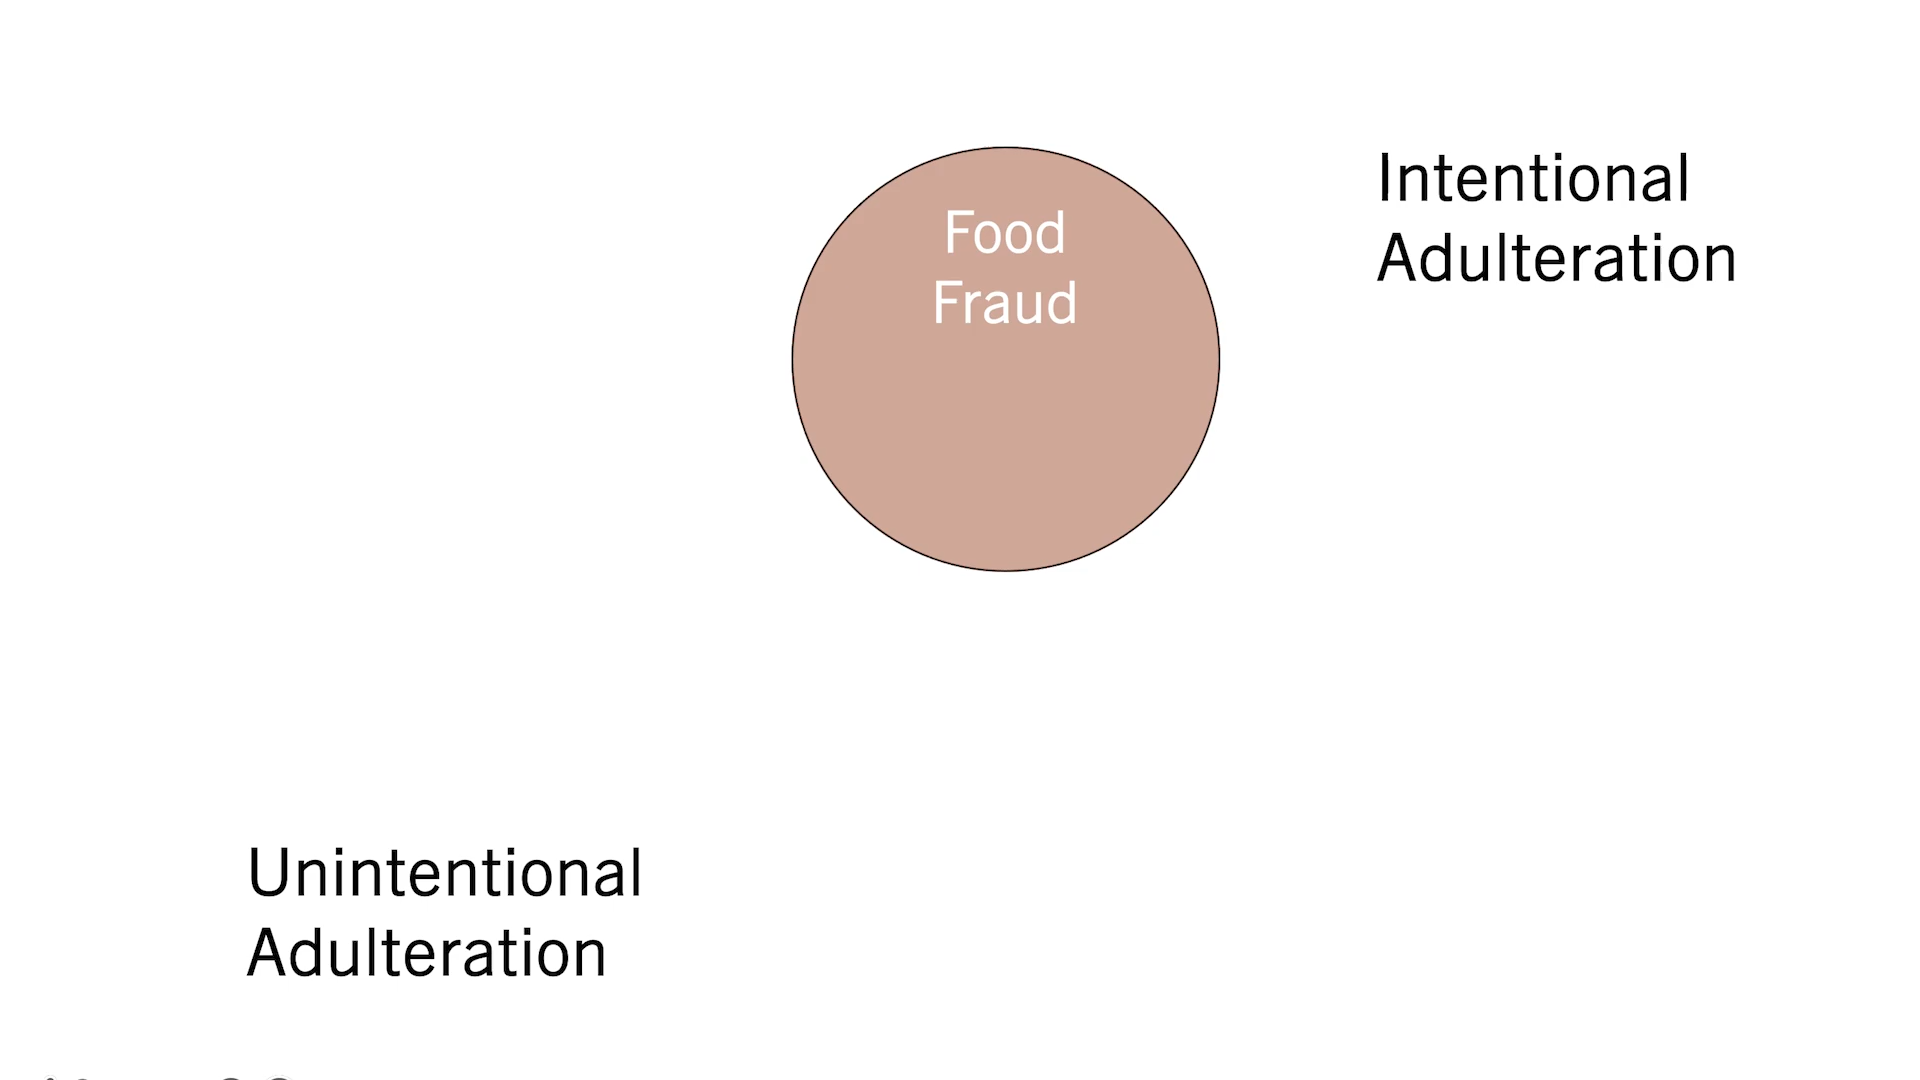 Food
Fraud
Intentional
Adulteration
Unintentional
Adulteration